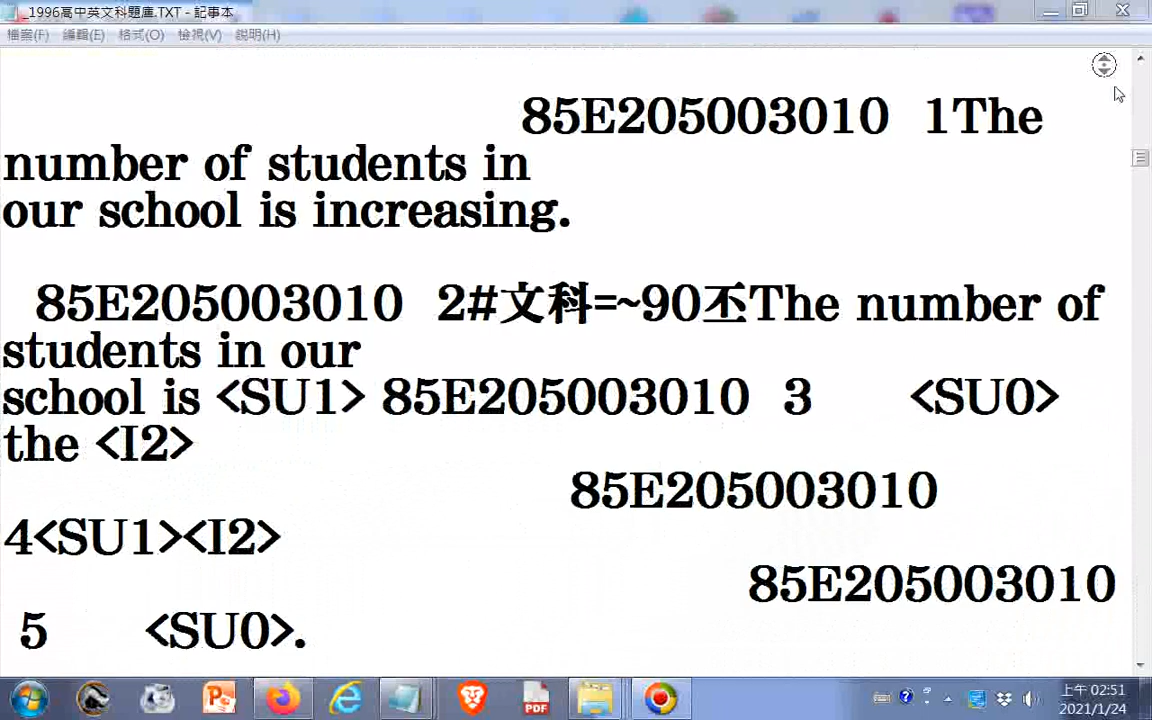 _1996高中英文科題庫.TXT - 記事本
檔案(F) 編輯(E) 格式(O) 檢視(V) 說明(H)
85E205003010 1The
number of students in
our school is increasing.
85E205003010 2#文科=~90丕The number of
students in our
school is <SU1> 85E205003010 3 <SU0>
the <I2>
85E205003010
4<SU1><I2>
85E205003010
5 <SU0>.
PDF
上午 02:51
2021/1/24